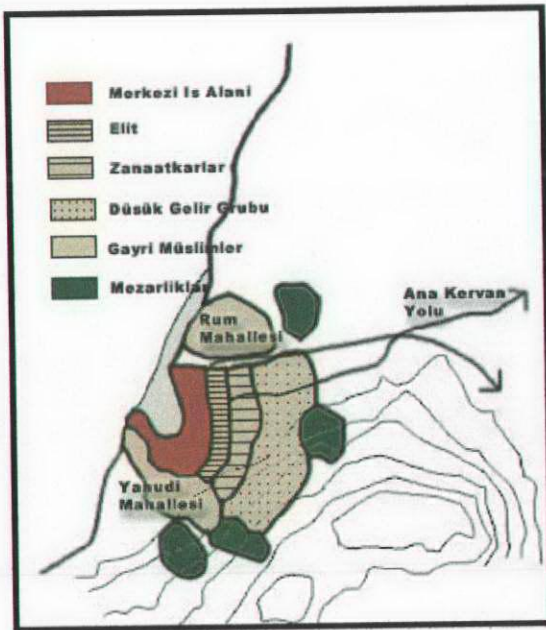 Merkezi Is Alani
Elit
Zanaatkarlar
Düsük Gelir Grubu
Gayri Müslimler
Mezarliklar
Ana Kervan
Yolu
Rum
Mahallesi
Yahudi
Mahallesi